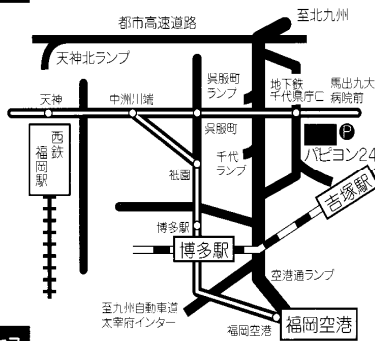 都市高速道路
至北九州
天神北ランプ
呉服町
ランプ
地下鉄
千代県庁口
馬出九大
病院前
天神
中洲川端
呉服町
P
パピヨン24
西鉄
福岡駅
千代
ランプ
祇園
吉塚駅
博多駅
博多駅
空港通ランプ
至九州自動車道
太宰府インター
福岡空港
福岡空港